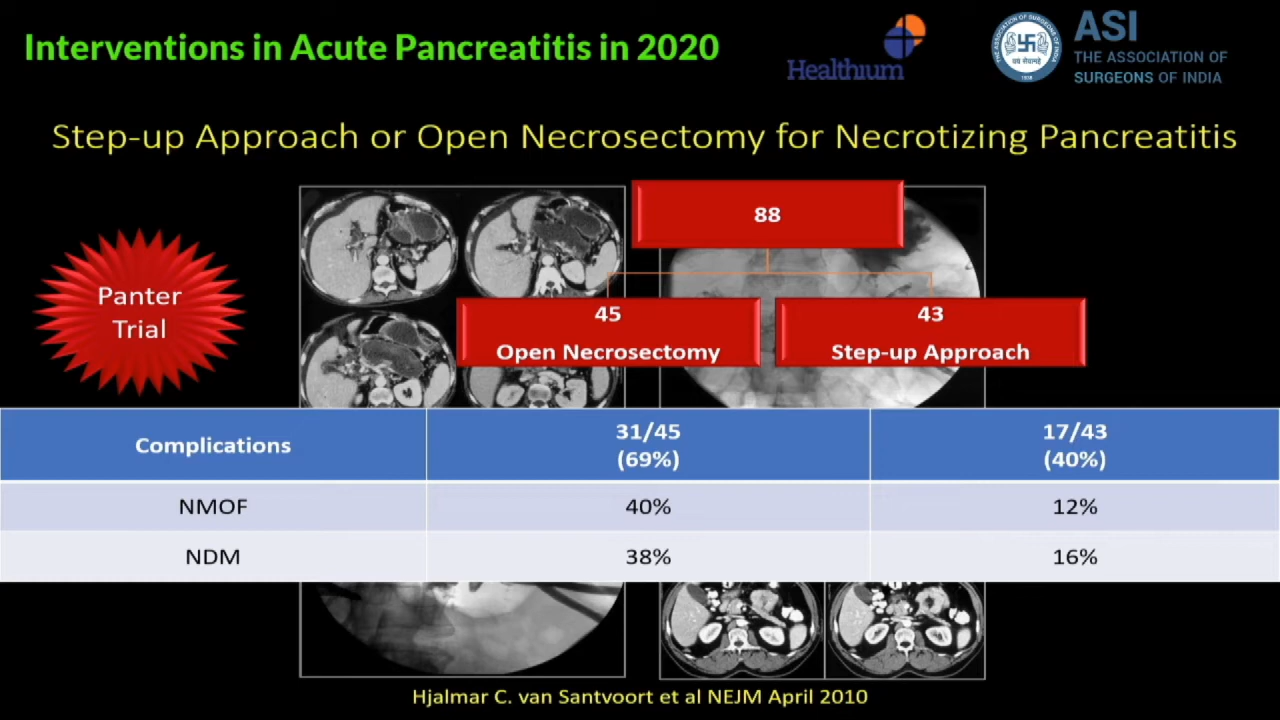 Interventions in Acute Pancreatitis in 2020
Healthium
ASI
THE ASSOCIATION OF
SURGEONS OF INDIA
Step-up Approach or Open Necrosectomy for Necrotizing Pancreatitis
Panter
Trial
88
45
Open Necrosectomy
43
Step-up Approach
Complications
31/45
(69%)
17/43
(40%)
NMOF
40%
12%
NDM
38%
16%
Hjalmar C. van Santvoort et al NEJM April 2010